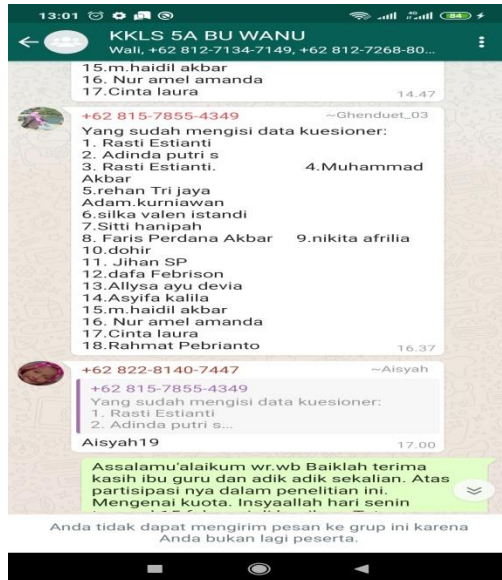 13:01
84
KKLS 5A BU WANU
Wali, +62 812-7134-7149, +62 812-7268-80...
15.m.haidil akbar
16. Nur amel amanda
17.Cinta laura
14.47
+62 815-7855-4349 ~Ghenduet_03
Yang sudah mengisi data kuesioner:
1. Rasti Estianti
2. Adinda putri s
3. Rasti Estianti. 4.Muhammad
Akbar
5.rehan Tri jaya
Adam.kurniawan
6.silka valen istandi
7.Sitti hanipah
8. Faris Perdana Akbar 9.nikita afrilia
10.dohir
11. Jihan SP
12.dafa Febrison
13.Allysa ayu devia
14.Asyifa kalila
15.m.haidil akbar
16. Nur amel amanda
17.Cinta laura
18.Rahmat Pebrianto
16.37
+62 822-8140-7447 ~Aisyah
+62 815-7855-4349
Yang sudah mengisi data kuesioner:
1. Rasti Estianti
2. Adinda putri s...
Aisyah19
17.00
Assalamu'alaikum wr.wb Baiklah terima
kasih ibu guru dan adik adik sekalian. Atas
partisipasi nya dalam penelitian ini.
Mengenai kuota. Insyaallah hari senin
Anda tidak dapat mengirim pesan ke grup ini karena
Anda bukan lagi peserta.